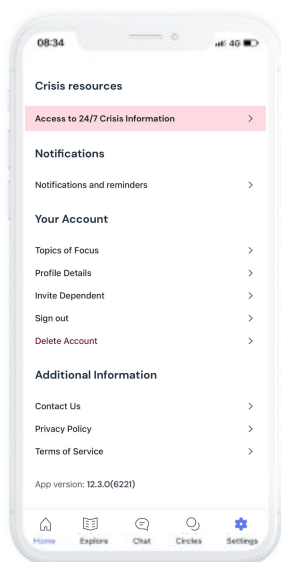 08:34
4G
Crisis resources
Access to 24/7 Crisis Information
Notifications
Notifications and reminders
Your Account
Topics of Focus
Profile Details
Invite Dependent
Sign out
Delete Account
Additional Information
Contact Us
Privacy Policy
Terms of Service
App version: 12.3.0(6221)
Home Explore Chat Circles Settings